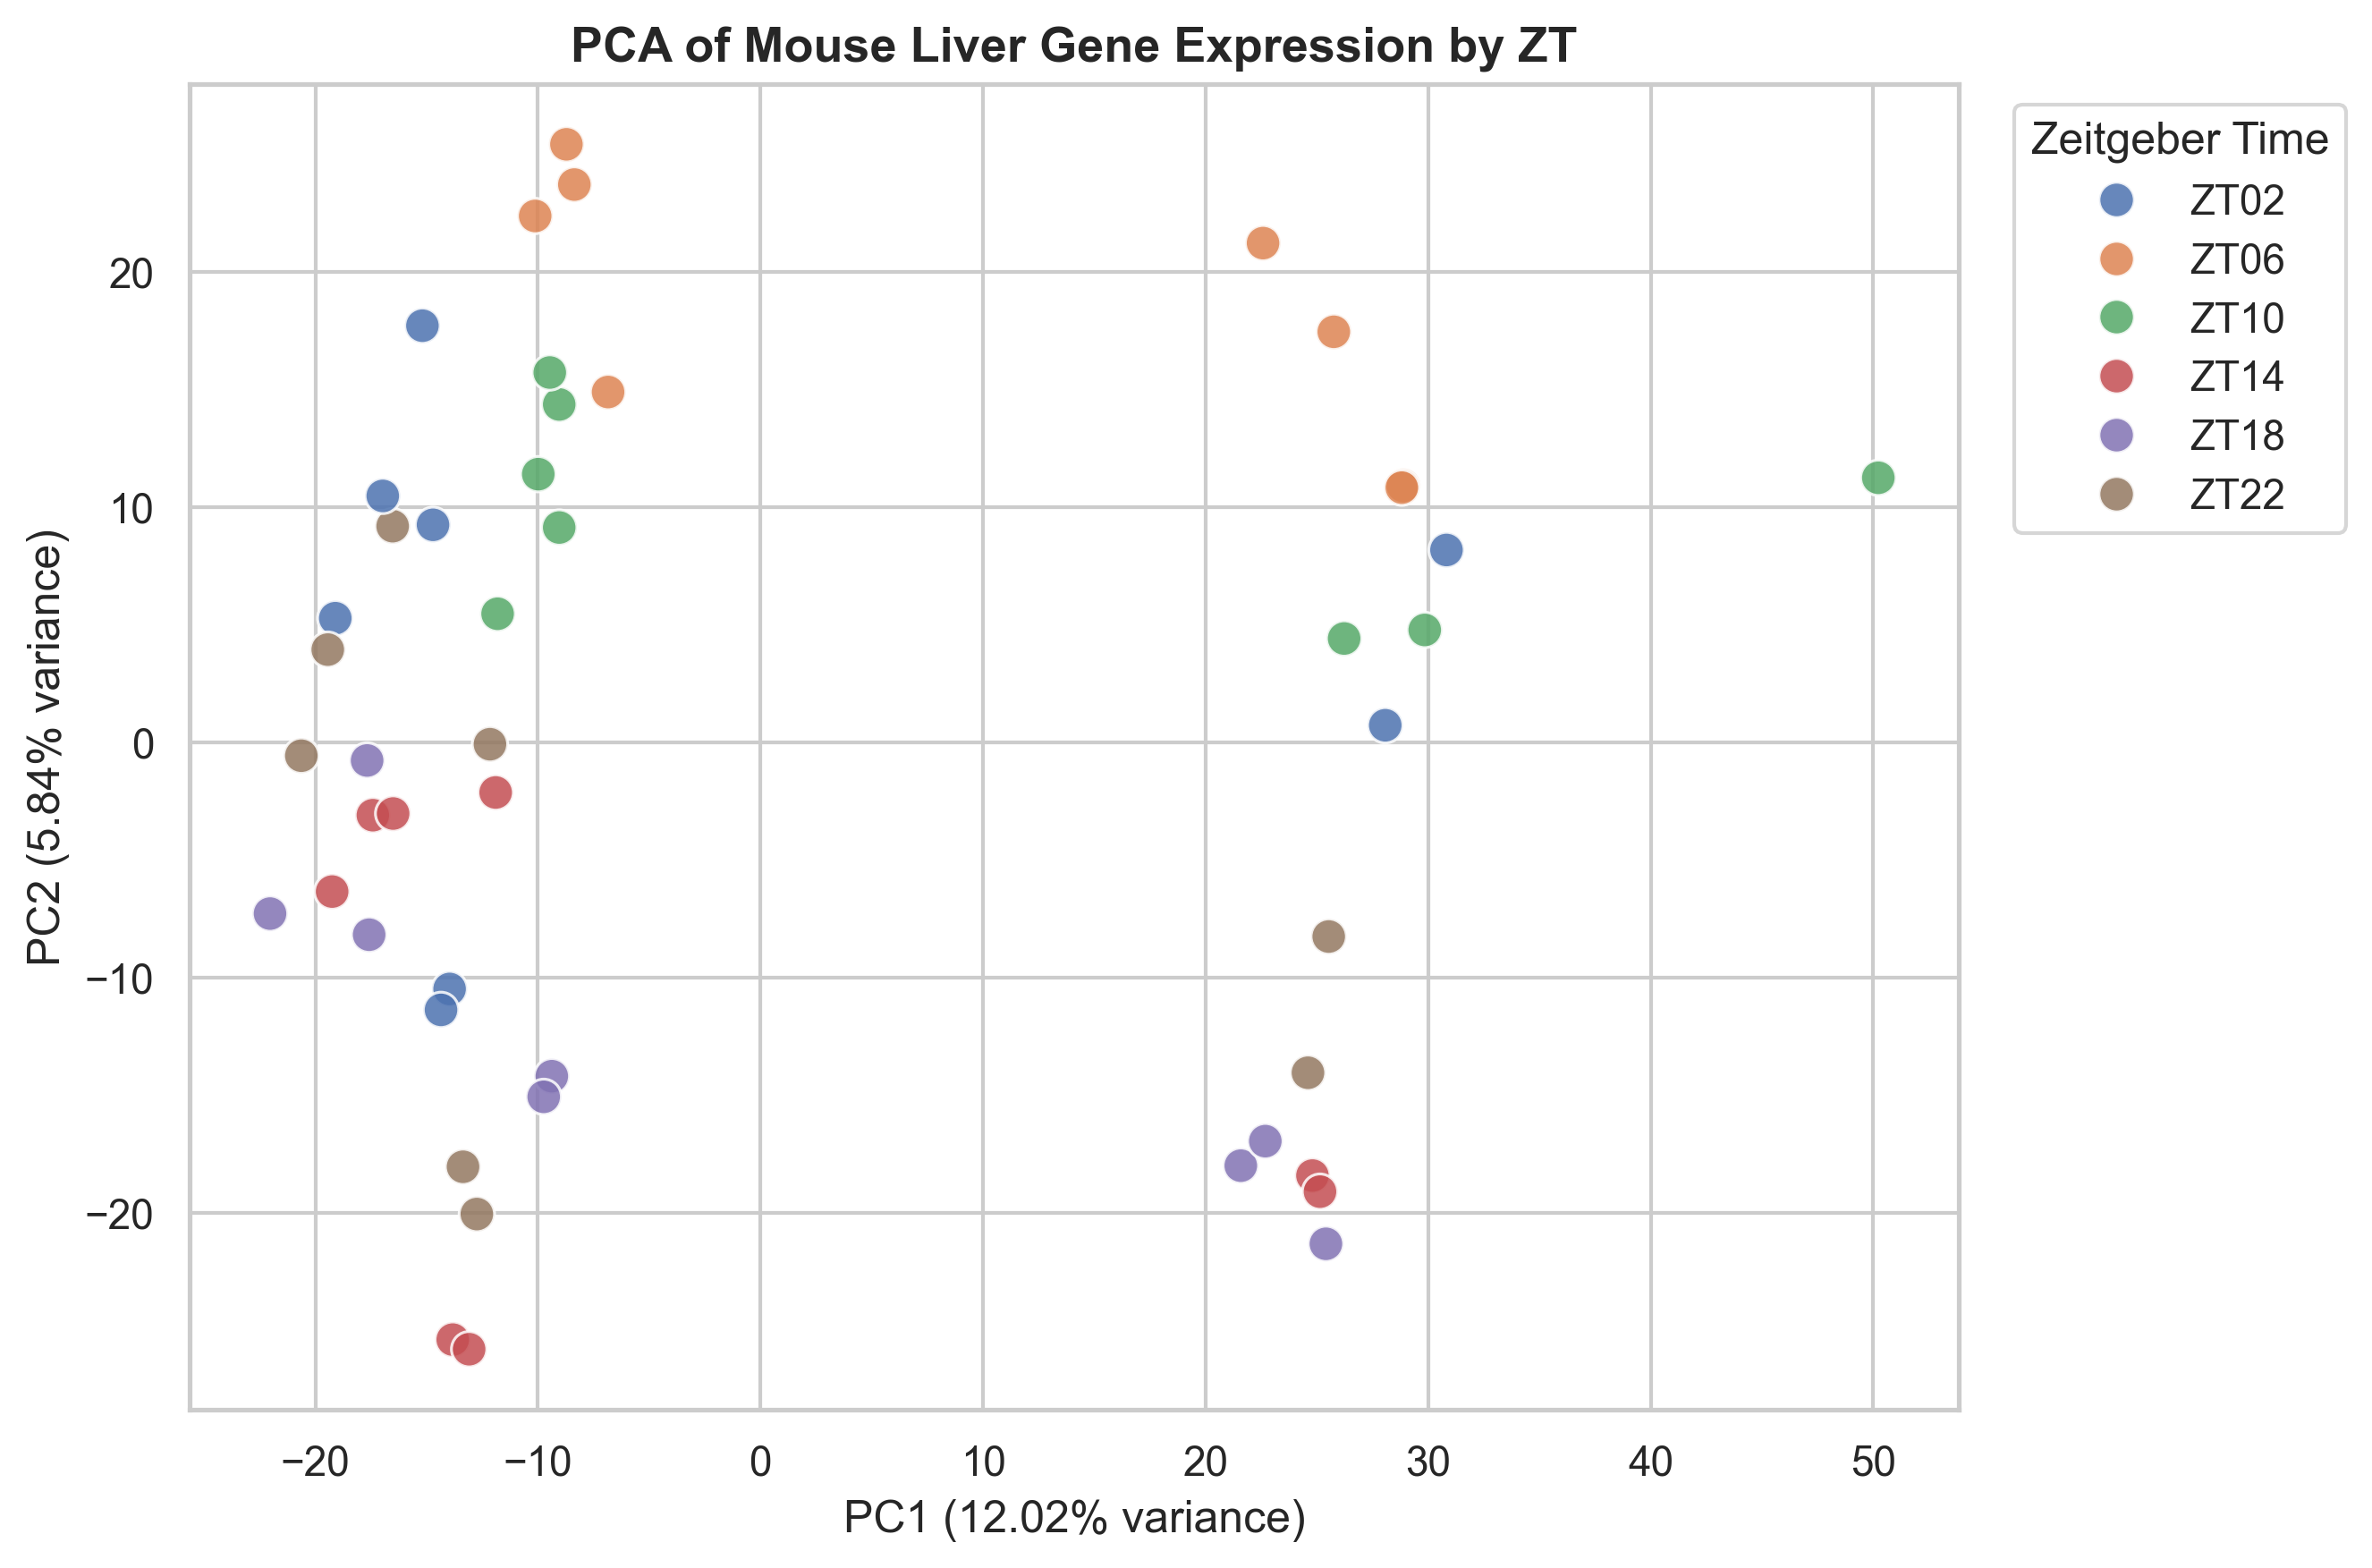 PCA of Mouse Liver Gene Expression by ZT
Zeitgeber Time
ZT02
ZT06
ZT10
ZT14
ZT18
ZT22
20
10
0
−10
−20
PC2 (5.84% variance)
−20
−10
0
10
20
30
40
50
PC1 (12.02% variance)